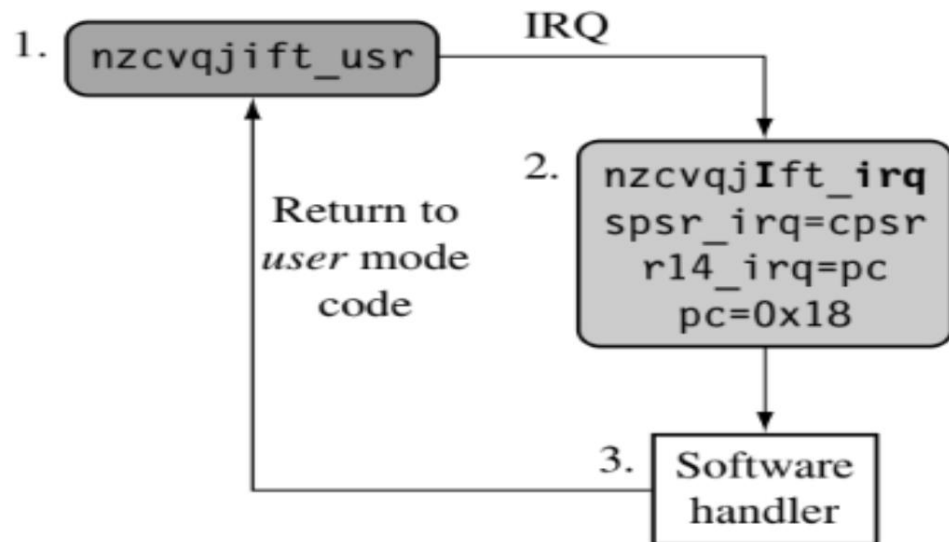 1.
nzcvqjift_usr
IRQ
2.
nzcvqjIft_irq
spsr_irq=cpsr
r14_irq=pc
pc=0x18
Return to
user mode
code
3.
Software
handler